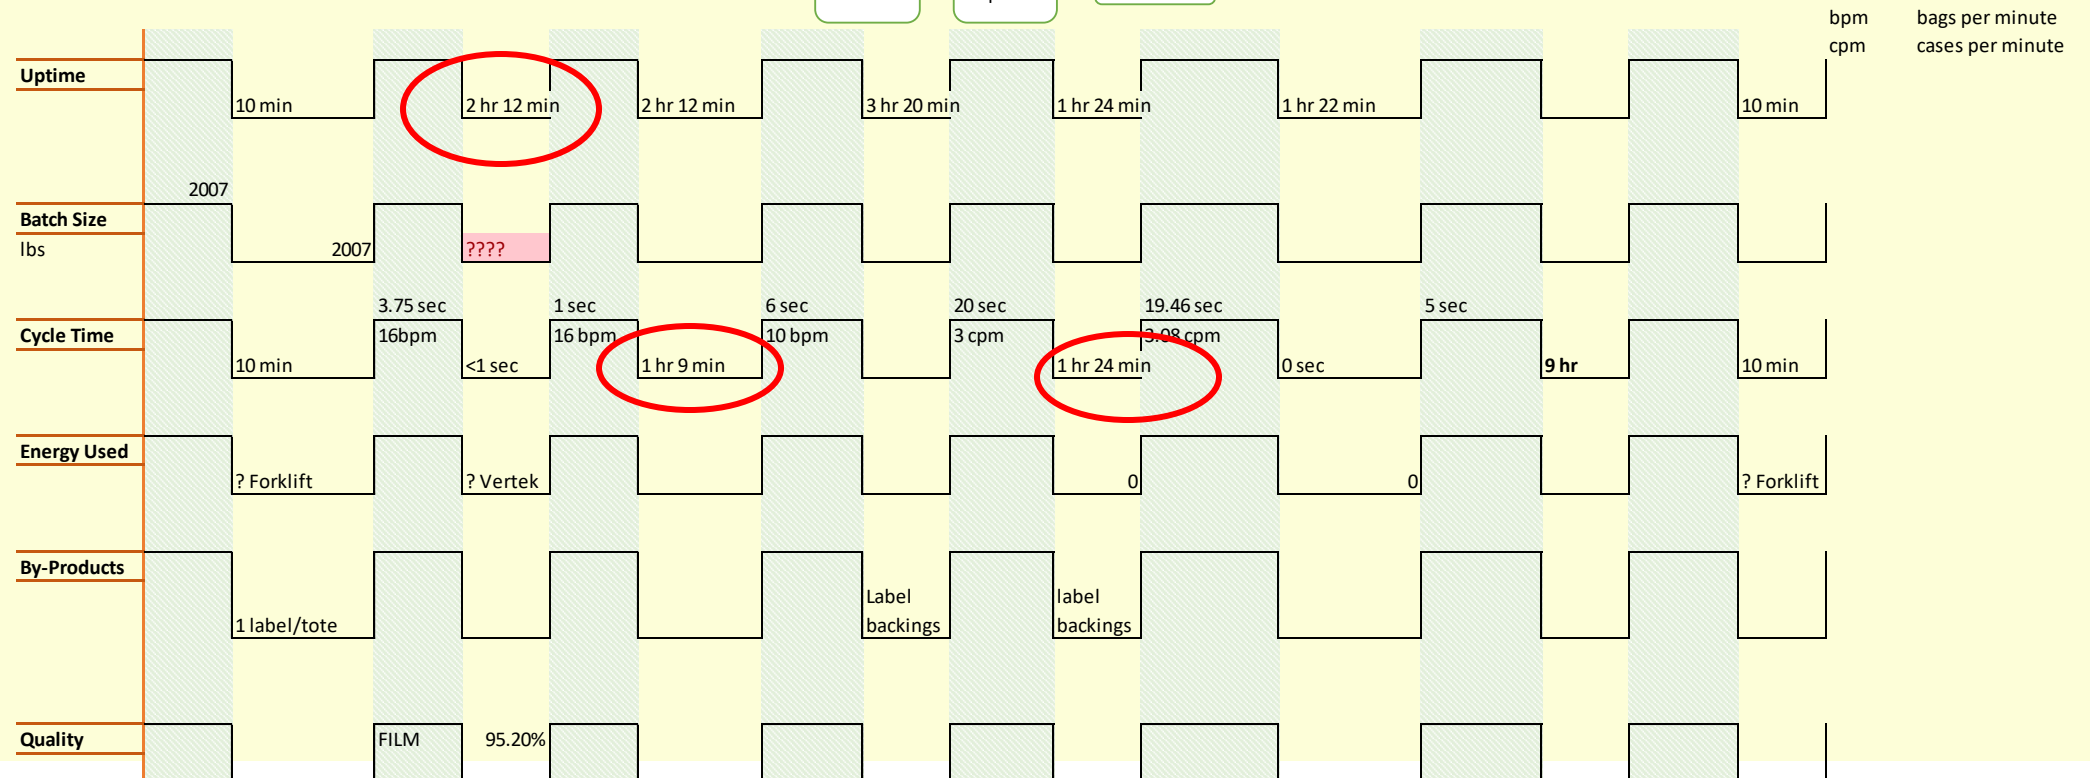 bpm bags per minute
cpm cases per minute
Uptime
10 min 2 hr 12 min 2 hr 12 min 3 hr 20 min 1 hr 24 min 1 hr 22 min 10 min
2007
Batch Size
lbs 2007 ????
3.75 sec 1 sec 6 sec 20 sec 19.46 sec 5 sec
Cycle Time 16bpm 16 bpm 10 bpm 3 cpm 3.08 cpm
10 min <1 sec 1 hr 9 min 1 hr 24 min 0 sec 9 hr 10 min
Energy Used
? Forklift ? Vertek 0 0 ? Forklift
By-Products
Label label
1 label/tote backings backings
Quality FILM 95.20%